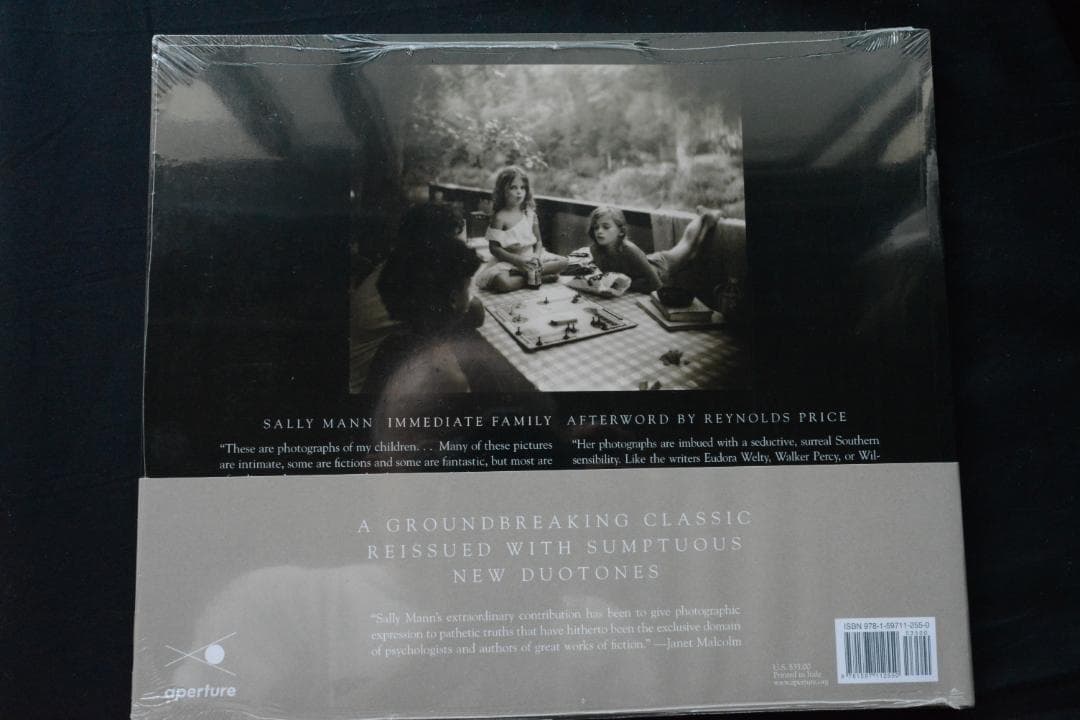 SALLY MANN IMMEDIATE FAMILY AFTERWORD BY REYNOLDS PRICE
“These are photographs of my children. . . Many of these pictures
are intimate, some are fictions and some are fantastic, but most are
“Her photographs are imbued with a seductive, surreal Southern
sensibility. Like the writers Eudora Welty, Walker Percy, or Wil-
A GROUNDBREAKING CLASSIC
REISSUED WITH SUMPTUOUS
NEW DUOTONES
“Sally Mann's extraordinary contribution has been to give photographic
expression to pathetic truths that have hitherto been the exclusive domain
of psychologists and authors of great works of fiction.” —Janet Malcolm
aperture
U.S. $35.00
Printed in Italy
www.aperture.org
ISBN 978-1-59711-255-0
9 781597 112550